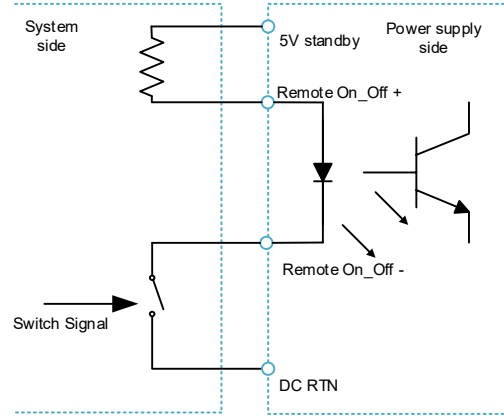 System
side
5V standby
Power supply
side
Remote On_Off +
Remote On_Off -
Switch Signal
DC RTN